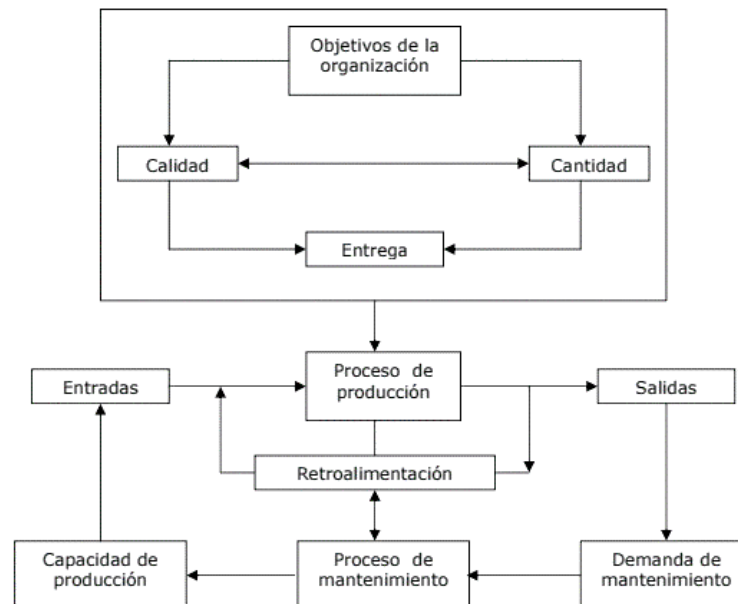 Objetivos de la
organización
Calidad
Cantidad
Entrega
Proceso de
producción
Entradas
Salidas
Retroalimentación
Capacidad de
producción
Proceso de
mantenimiento
Demanda de
mantenimiento